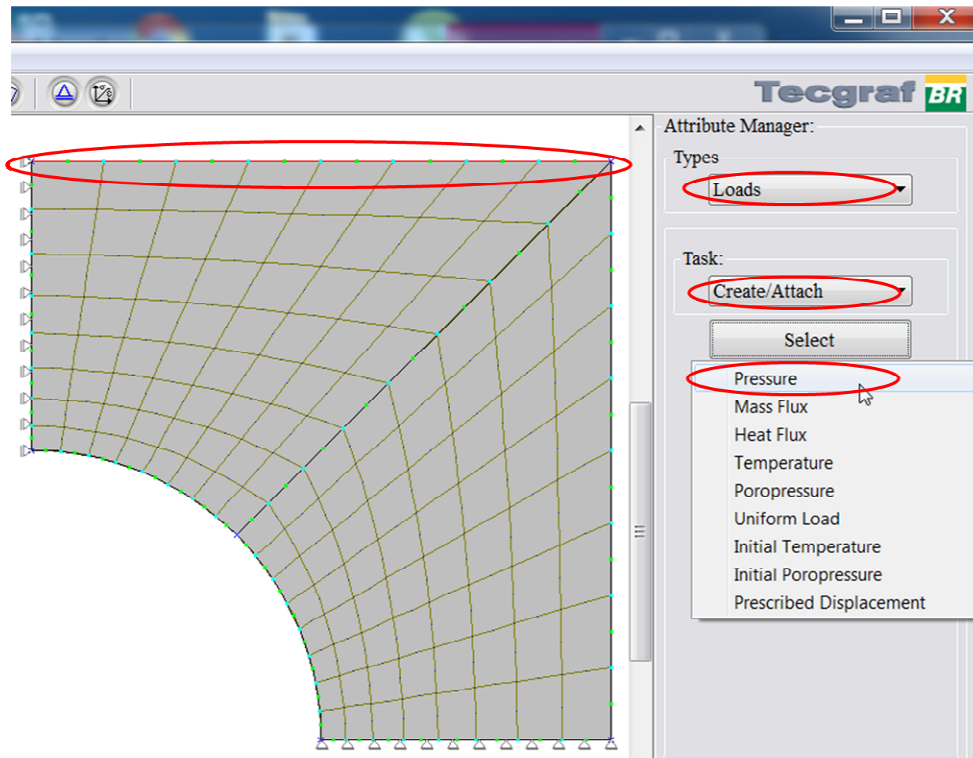 Tecgraf BR
Attribute Manager:
Types
Loads
Task:
Create/Attach
Select
Pressure
Mass Flux
Heat Flux
Temperature
Poropressure
Uniform Load
Initial Temperature
Initial Poropressure
Prescribed Displacement